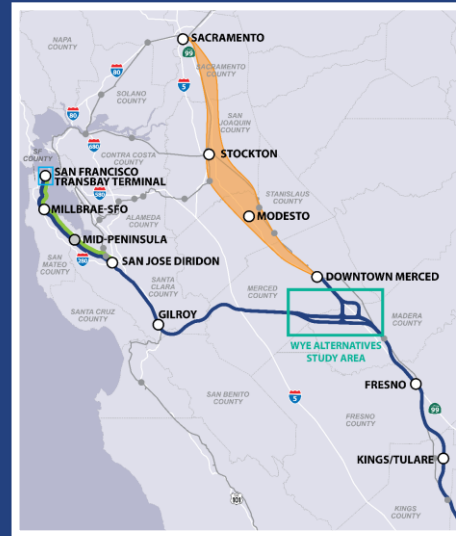 SACRAMENTO
NAPA
COUNTY
80
99
SACRAMENTO
COUNTY
5
SOLANO
COUNTY
SAN
JOAQUIN
COUNTY
80
680
CONTRA COSTA
COUNTY
STOCKTON
SF
COUNTY
SAN FRANCISCO
TRANSBAY TERMINAL
580
STANISLAUS
COUNTY
MILLBRAE-SFO
ALAMEDA
COUNTY
MODESTO
MID-PENINSULA
SAN
MATEO
COUNTY
SAN JOSE DIRIDON
SANTA
CLARA
COUNTY
DOWNTOWN MERCED
MERCED
COUNTY
SANTA CRUZ
COUNTY
GILROY
MADERA
COUNTY
WYE ALTERNATIVES
STUDY AREA
FRESNO
SAN BENITO
COUNTY
5
99
FRESNO
COUNTY
KINGS/TULARE
101
KINGS
COUNTY